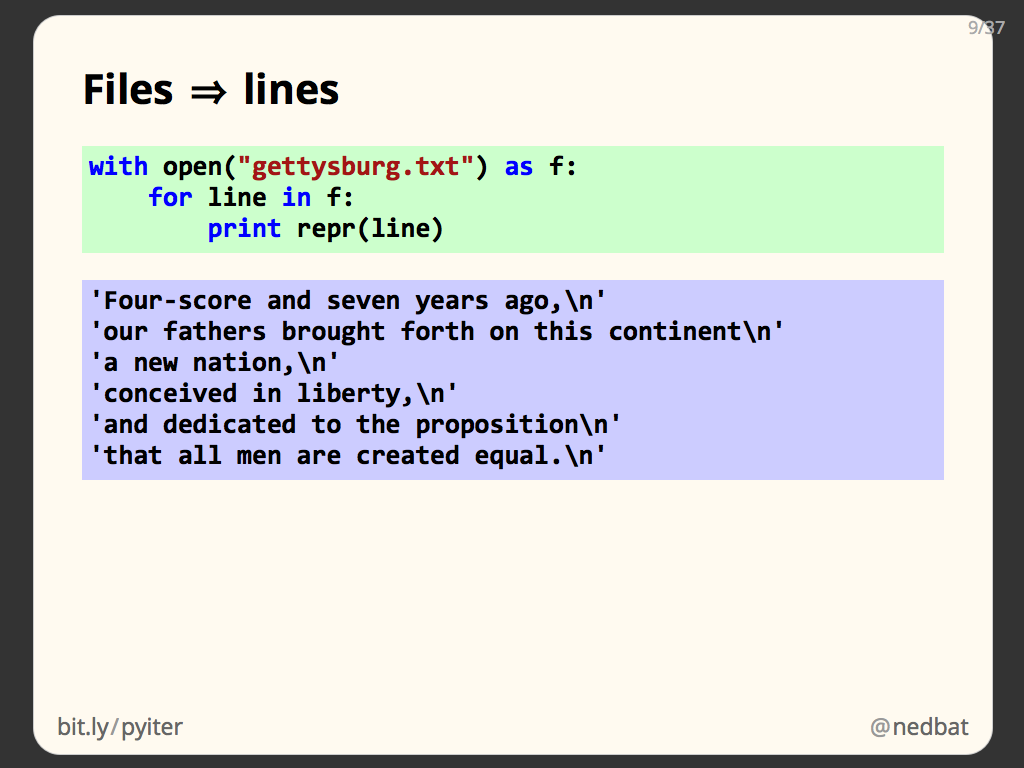 9/37
Files ⇒ lines
with open("gettysburg.txt") as f:
    for line in f:
        print repr(line)
'Four-score and seven years ago,\n'
'our fathers brought forth on this continent\n'
'a new nation,\n'
'conceived in liberty,\n'
'and dedicated to the proposition\n'
'that all men are created equal.\n'
bit.ly/pyiter
@nedbat